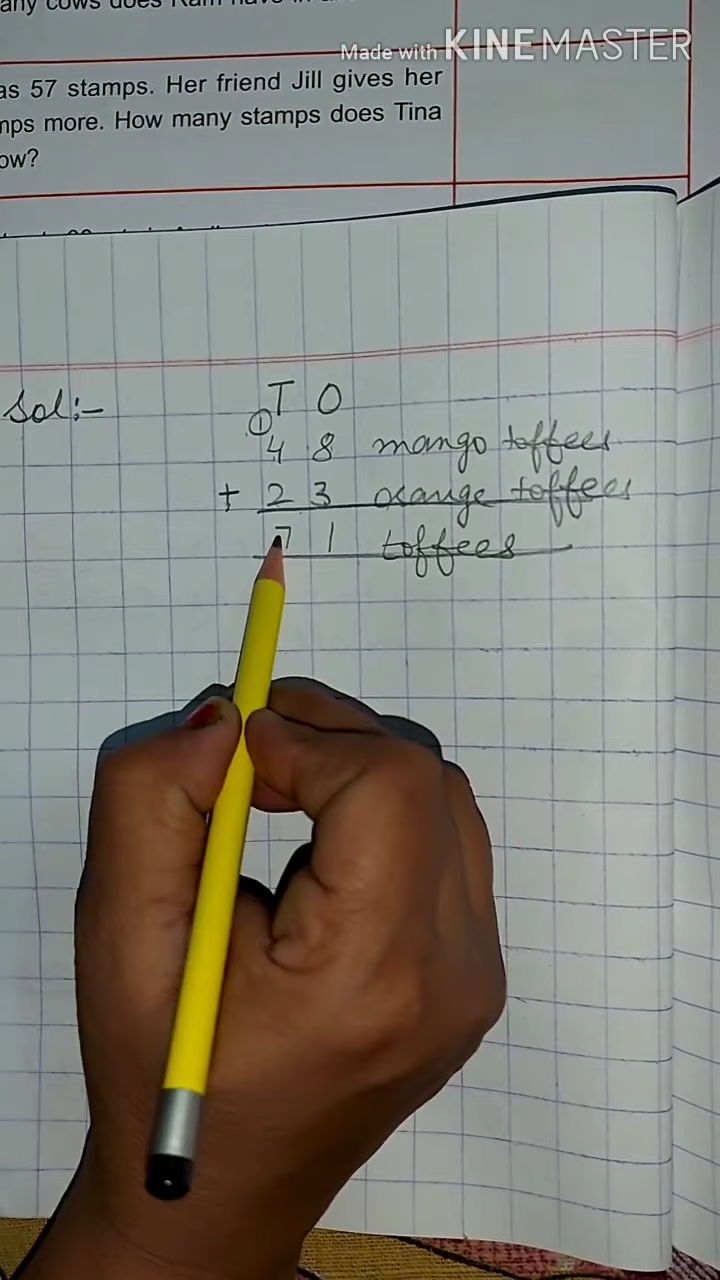 Made with KINEMASTER
as 57 stamps. Her friend Jill gives her
mps more. How many stamps does Tina
ow?
Sol:-
T O
1
4 8 mango toffees
+ 2 3 orange toffees
7 1 toffees